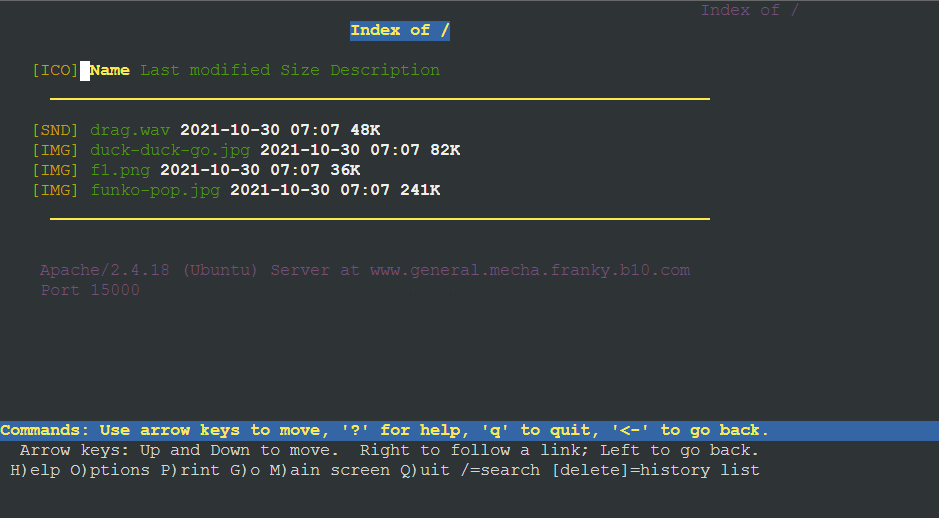 Index of /
Index of /
[ICO] Name Last modified Size Description
[SND] drag.wav 2021-10-30 07:07 48K
[IMG] duck-duck-go.jpg 2021-10-30 07:07 82K
[IMG] f1.png 2021-10-30 07:07 36K
[IMG] funko-pop.jpg 2021-10-30 07:07 241K
Apache/2.4.18 (Ubuntu) Server at www.general.mecha.franky.b10.com
Port 15000
Commands: Use arrow keys to move, '?' for help, 'q' to quit, '<-' to go back.
Arrow keys: Up and Down to move.  Right to follow a link; Left to go back.
H)elp O)ptions P)rint G)o M)ain screen Q)uit /=search [delete]=history list